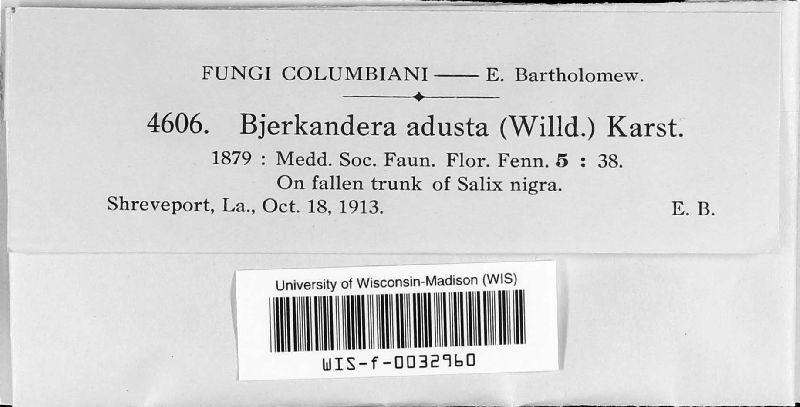 FUNGI COLUMBIANI — E. Bartholomew.
4606. Bjerkandera adusta (Willd.) Karst.
1879 : Medd. Soc. Faun. Flor. Fenn. 5 : 38.
On fallen trunk of Salix nigra.
Shreveport, La., Oct. 18, 1913. E. B.
University of Wisconsin-Madison (WIS)
WIS-f-0032960